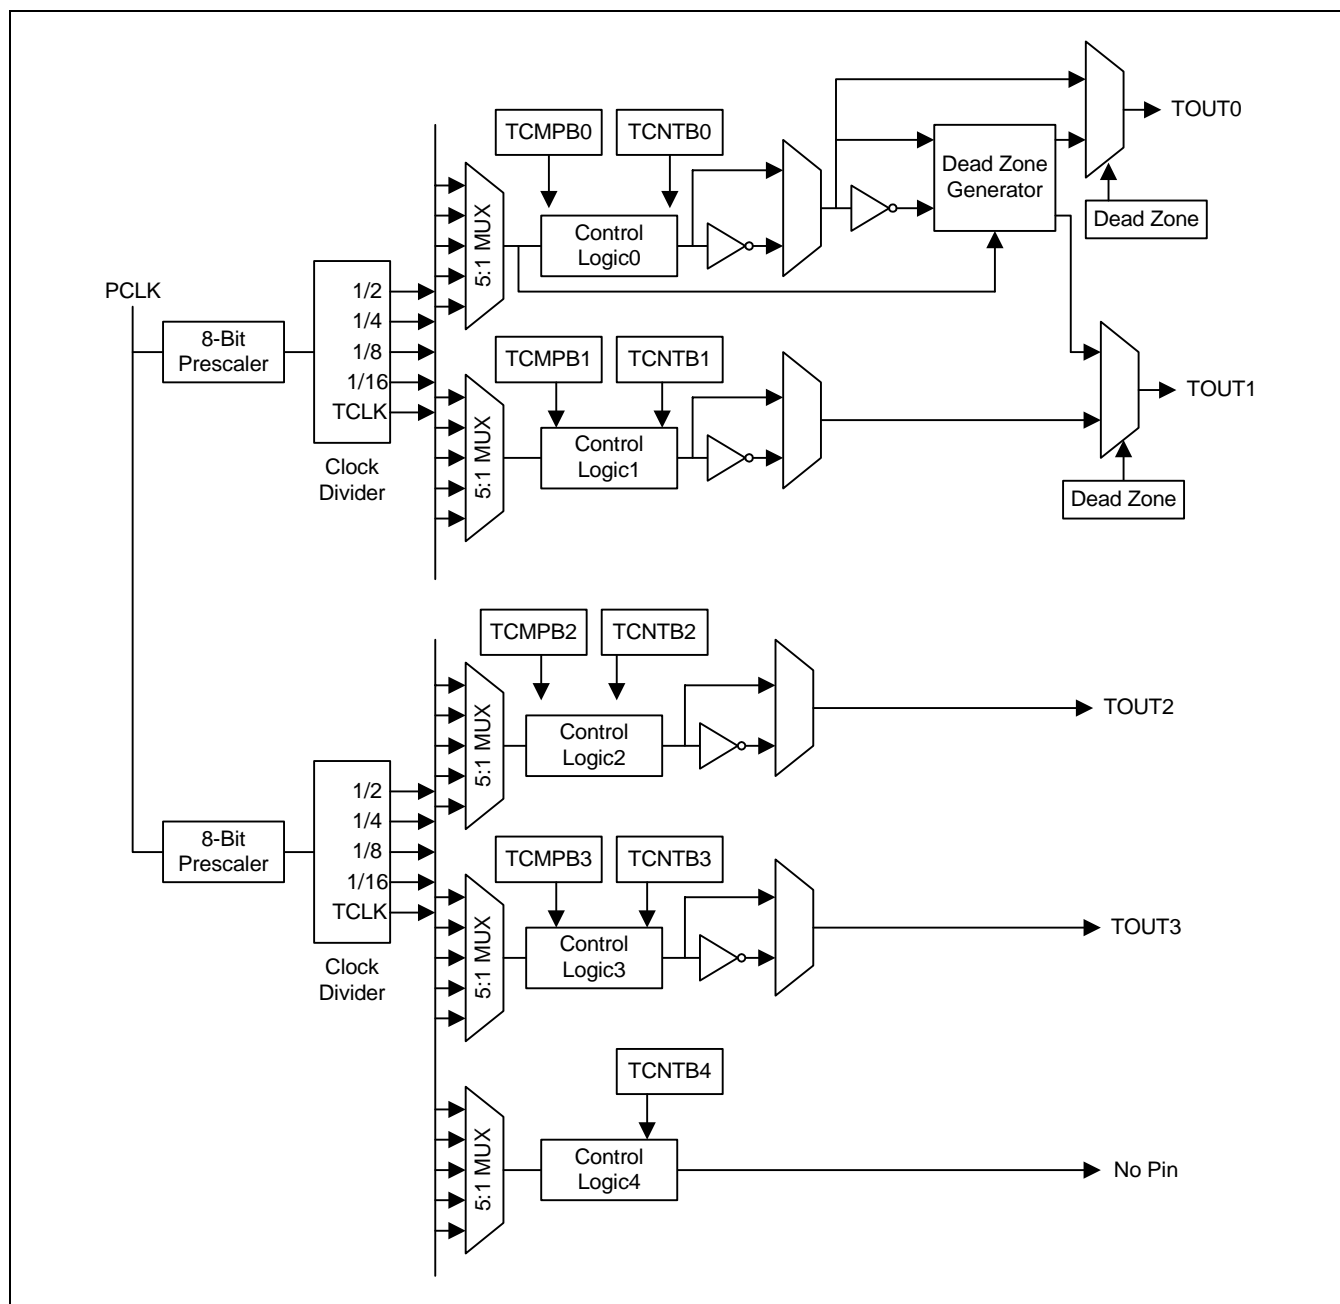 TOUT0
TCMPB0
TCNTB0
Dead Zone
Generator
Dead Zone
5:1 MUX
Control
Logic0
PCLK
8-Bit
Prescaler
1/2
1/4
1/8
1/16
TCLK
Clock
Divider
TCMPB1
TCNTB1
5:1 MUX
Control
Logic1
TOUT1
Dead Zone
TCMPB2
TCNTB2
5:1 MUX
Control
Logic2
TOUT2
8-Bit
Prescaler
1/2
1/4
1/8
1/16
TCLK
Clock
Divider
TCMPB3
TCNTB3
5:1 MUX
Control
Logic3
TOUT3
TCNTB4
5:1 MUX
Control
Logic4
No Pin